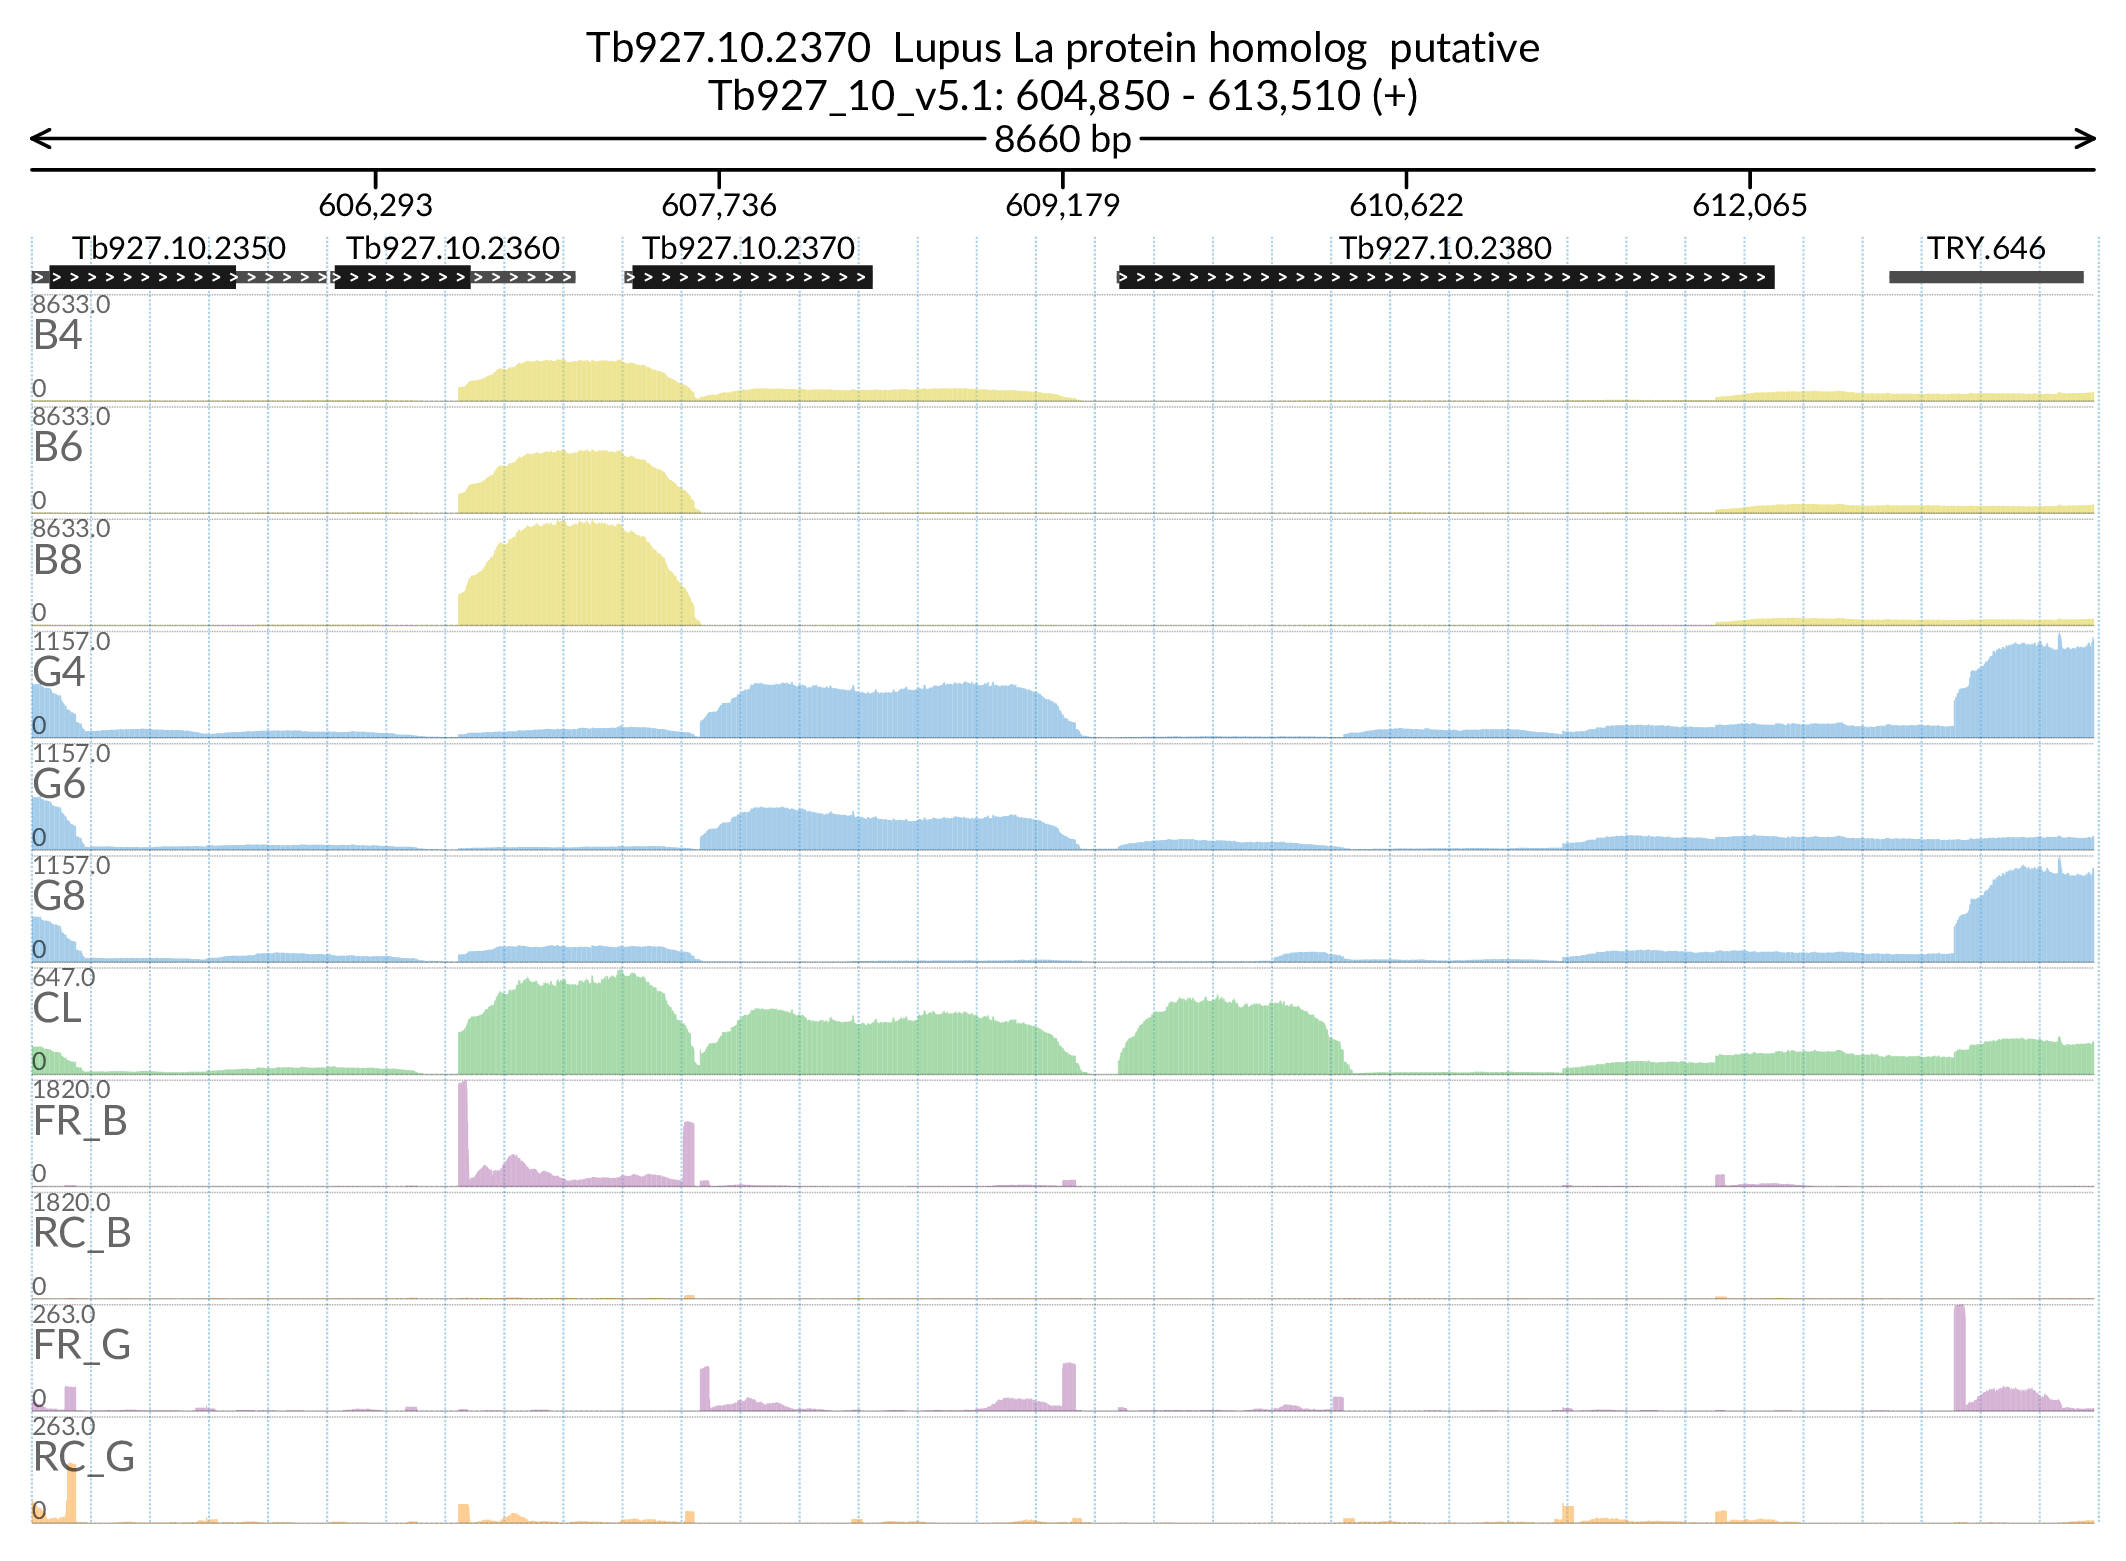 Tb927.10.2370  Lupus La protein homolog  putative
Tb927_10_v5.1: 604,850 - 613,510 (+)
8660 bp
606,293 607,736 609,179 610,622 612,065
Tb927.10.2350 Tb927.10.2360 Tb927.10.2370 Tb927.10.2380 TRY.646
8633.0
B4
0
8633.0
B6
0
8633.0
B8
0
1157.0
G4
0
1157.0
G6
0
1157.0
G8
0
647.0
CL
0
1820.0
FR_B
0
1820.0
RC_B
0
263.0
FR_G
0
263.0
RC_G
0